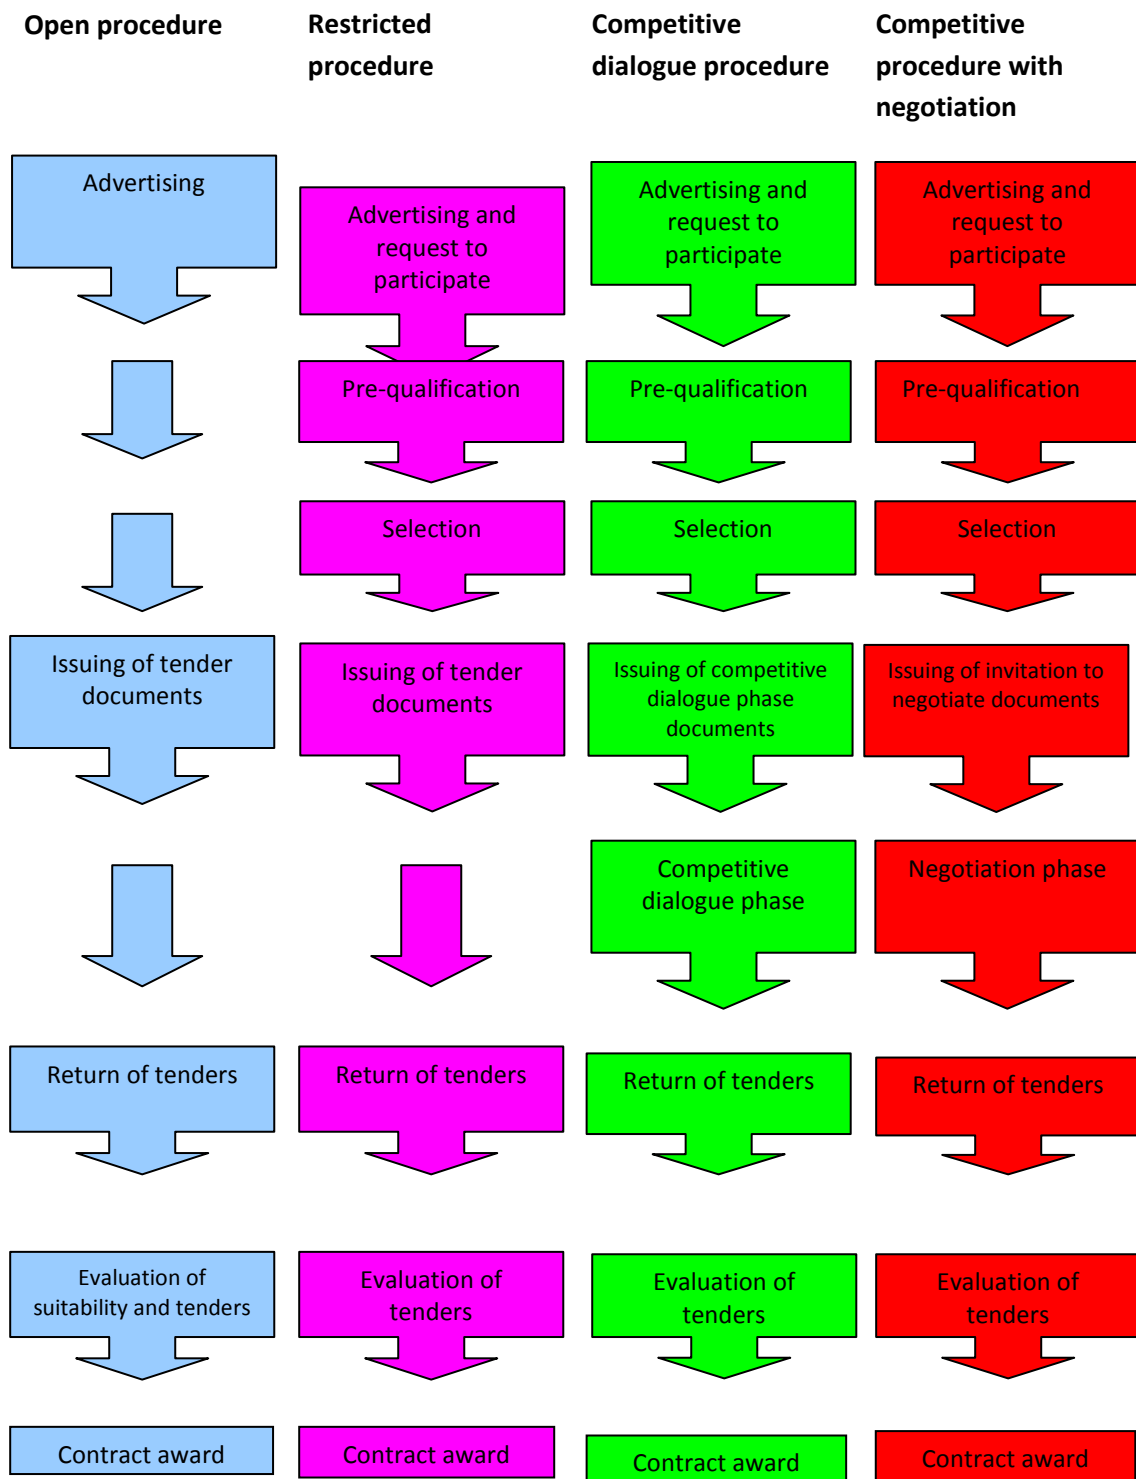 Open procedure
Restricted
procedure
Competitive
dialogue procedure
Competitive
procedure with
negotiation
Advertising
Advertising and
request to
participate
Advertising and
request to
participate
Advertising and
request to
participate
Pre-qualification
Pre-qualification
Pre-qualification
Selection
Selection
Selection
Issuing of tender
documents
Issuing of tender
documents
Issuing of competitive
dialogue phase
documents
Issuing of invitation to
negotiate documents
Competitive
dialogue phase
Negotiation phase
Return of tenders
Return of tenders
Return of tenders
Return of tenders
Evaluation of
suitability and tenders
Evaluation of
tenders
Evaluation of
tenders
Evaluation of
tenders
Contract award
Contract award
Contract award
Contract award